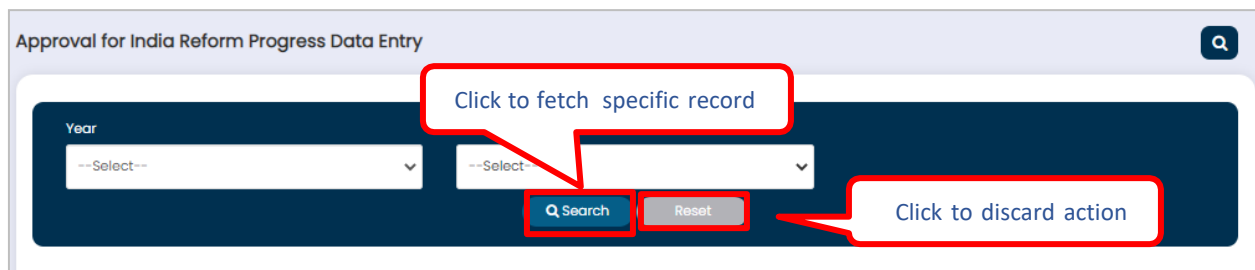 Approval for India Reform Progress Data Entry
Click to fetch specific record
Year
--Select--
--Select--
Search
Reset
Click to discard action